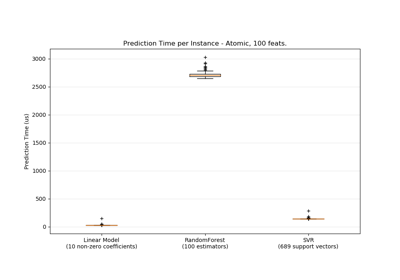 Prediction Time per Instance - Atomic, 100 feats.
Prediction Time (us)
3000
2500
2000
1500
1000
500
0
Linear Model
(10 non-zero coefficients)
RandomForest
(100 estimators)
SVR
(689 support vectors)